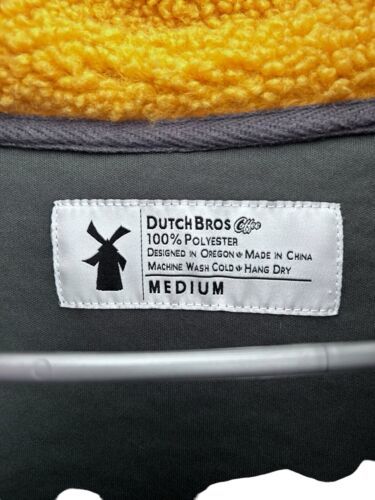 DUTCH BROS Coffee
100% POLYESTER
DESIGNED IN OREGON MADE IN CHINA
MACHINE WASH COLD HANG DRY
MEDIUM